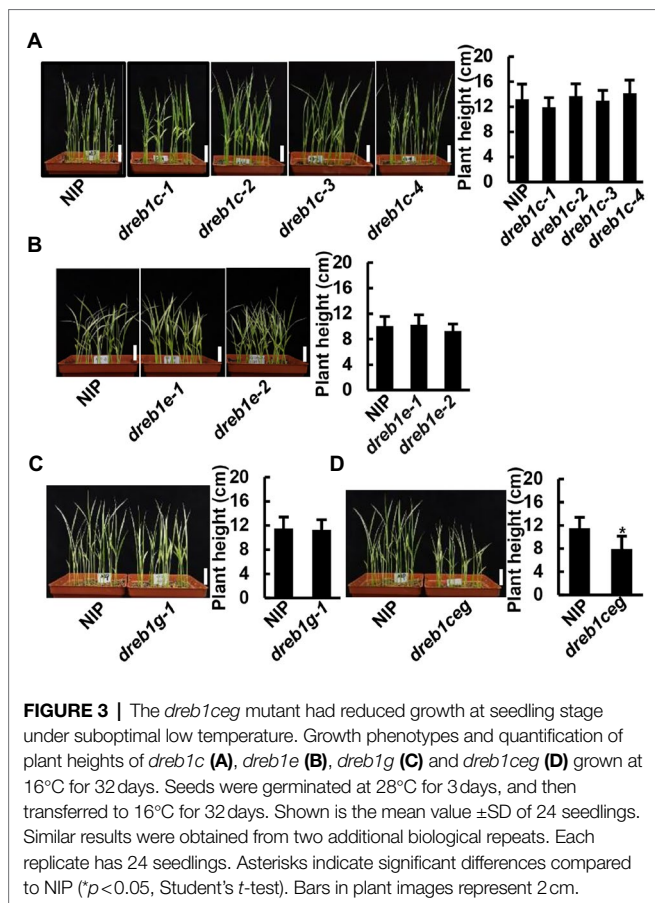 A
NIP
dreb1c-1
dreb1c-2
dreb1c-3
dreb1c-4
Plant height (cm)
20
16
12
8
4
0
NIP
dreb1c-1
dreb1c-2
dreb1c-3
dreb1c-4
B
NIP
dreb1e-1
dreb1e-2
Plant height (cm)
20
16
12
8
4
0
NIP
dreb1e-1
dreb1e-2
C
NIP
dreb1g-1
Plant height (cm)
20
16
12
8
4
0
NIP
dreb1g-1
D
NIP
dreb1ceg
Plant height (cm)
20
16
12
8
4
0
*
NIP
dreb1ceg
FIGURE 3 | The dreb1ceg mutant had reduced growth at seedling stage
under suboptimal low temperature. Growth phenotypes and quantification of
plant heights of dreb1c (A), dreb1e (B), dreb1g (C) and dreb1ceg (D) grown at
16°C for 32 days. Seeds were germinated at 28°C for 3 days, and then
transferred to 16°C for 32 days. Shown is the mean value ±SD of 24 seedlings.
Similar results were obtained from two additional biological repeats. Each
replicate has 24 seedlings. Asterisks indicate significant differences compared
to NIP (*p < 0.05, Student's t-test). Bars in plant images represent 2 cm.